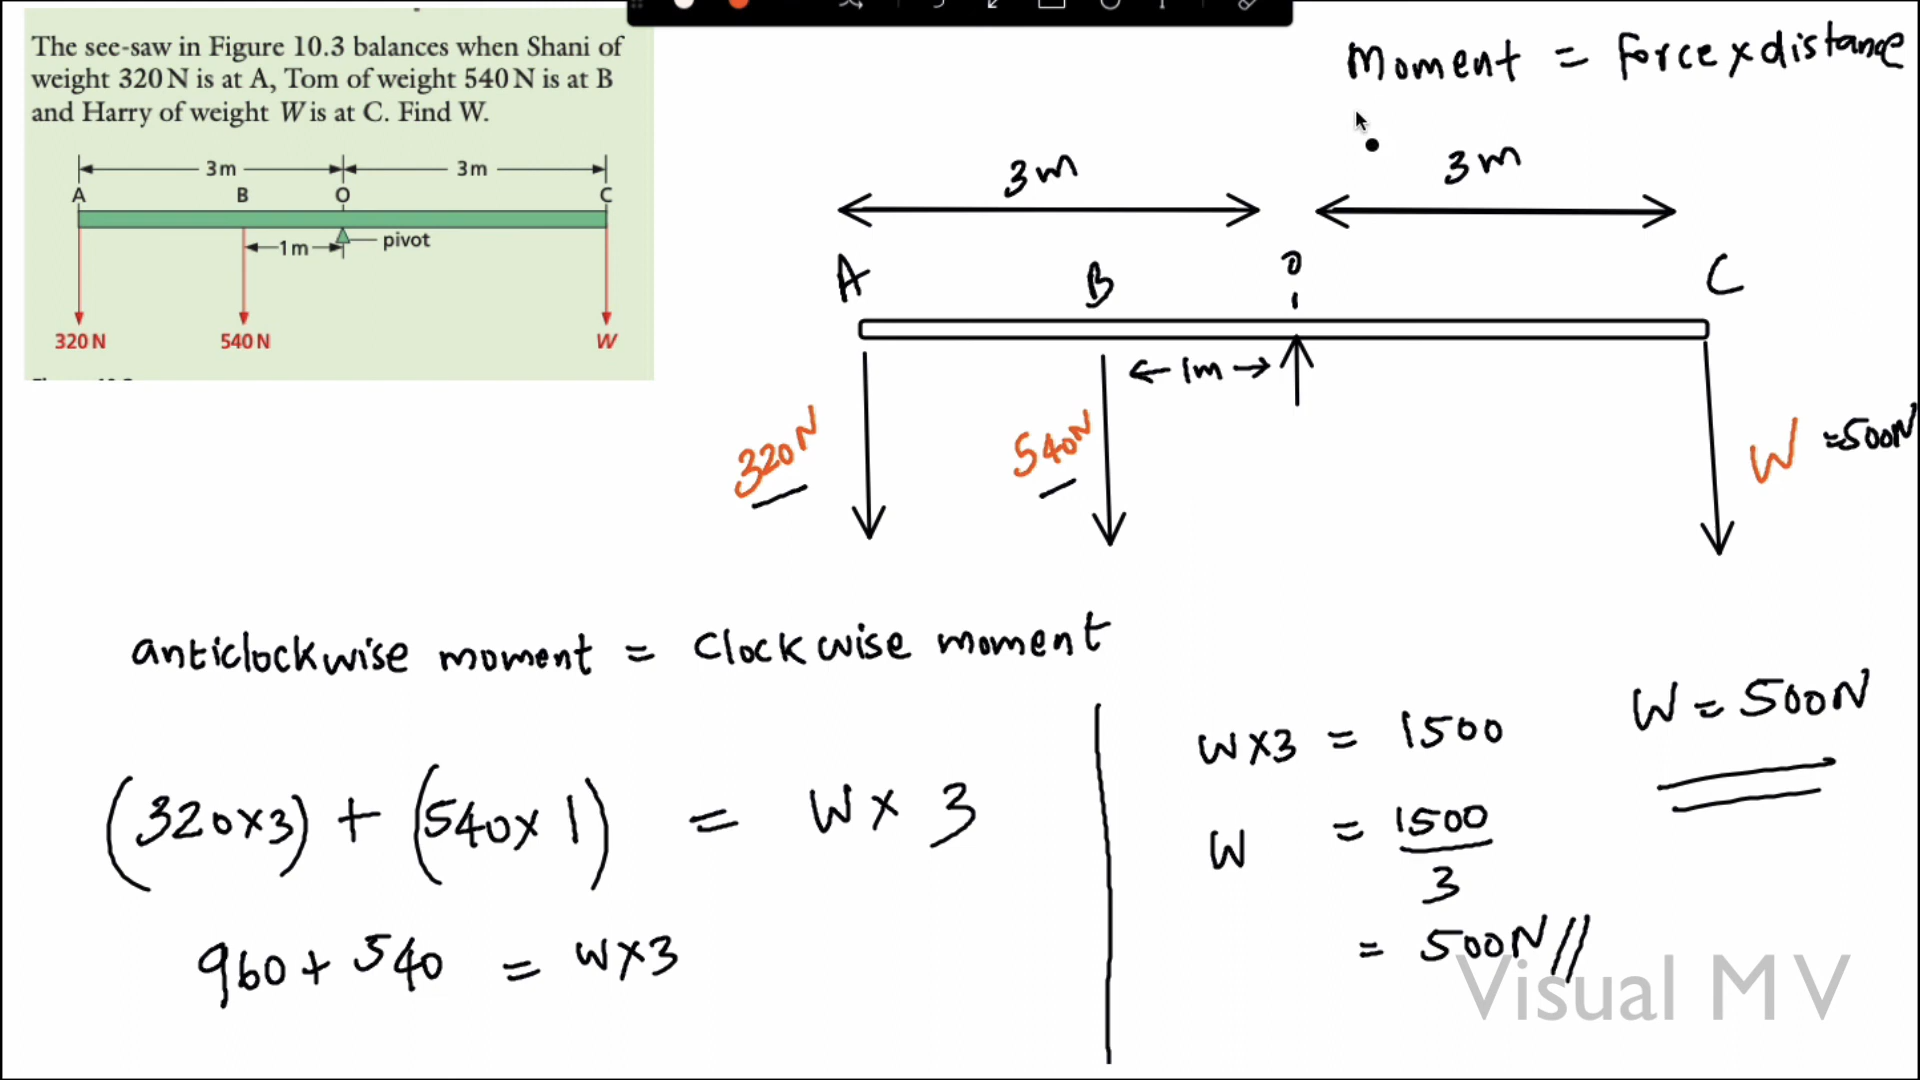 The see-saw in Figure 10.3 balances when Shani of
weight 320 N is at A, Tom of weight 540 N is at B
and Harry of weight W is at C. Find W.
3 m 3 m
A B O C
1 m pivot
320 N 540 N W
Moment = Force x distance
3m 3m
A B O C
1m
320N 540N W =500N
anticlockwise moment = Clockwise moment
(320x3) + (540x 1) = W x 3
960 + 540 = W x 3
W x 3 = 1500
W = 1500
3
= 500N //
W = 500N
Visual M V